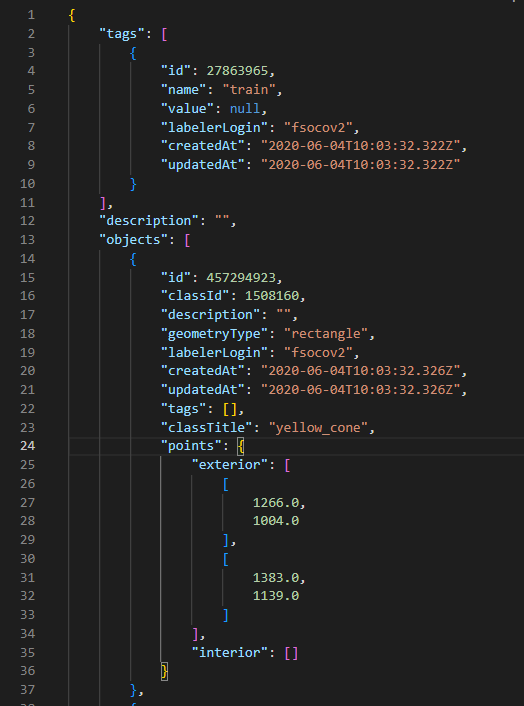 1 {
2 "tags": [
3 {
4 "id": 27863965,
5 "name": "train",
6 "value": null,
7 "labelerLogin": "fsocov2",
8 "createdAt": "2020-06-04T10:03:32.322Z",
9 "updatedAt": "2020-06-04T10:03:32.322Z"
10 }
11 ],
12 "description": "",
13 "objects": [
14 {
15 "id": 457294923,
16 "classId": 1508160,
17 "description": "",
18 "geometryType": "rectangle",
19 "labelerLogin": "fsocov2",
20 "createdAt": "2020-06-04T10:03:32.326Z",
21 "updatedAt": "2020-06-04T10:03:32.326Z",
22 "tags": [],
23 "classTitle": "yellow_cone",
24 "points": {
25 "exterior": [
26 [
27 1266.0,
28 1004.0
29 ],
30 [
31 1383.0,
32 1139.0
33 ]
34 ],
35 "interior": []
36 }
37 },